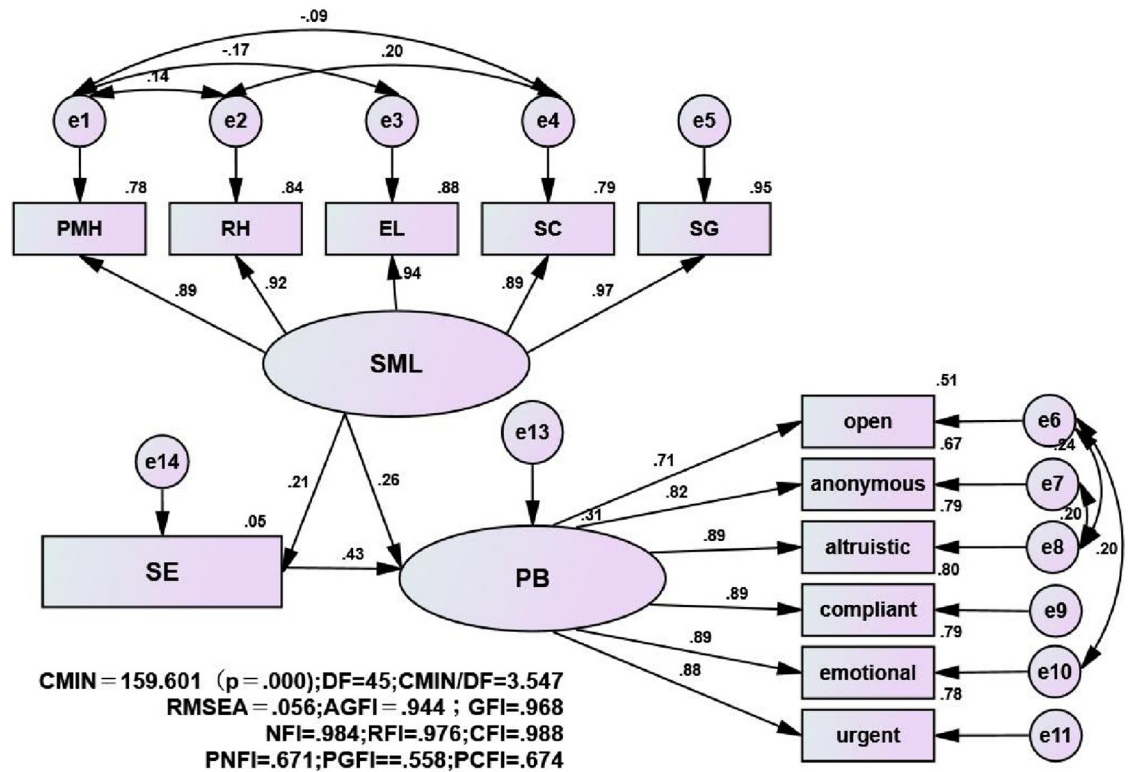 -.09
-.17
.20
.14
e1
e2
e3
e4
e5
.78
.84
.88
.79
.95
PMH
RH
EL
SC
SG
.89
.92
.94
.89
.97
SML
e13
e14
.21
.26
.05
SE
.43
.31
PB
.71
.82
.89
.89
.89
.88
.51
open
e6
.67
.24
anonymous
e7
.79
.20
altruistic
e8
.20
.80
compliant
e9
.79
emotional
e10
.78
urgent
e11
CMIN＝159.601（p＝.000);DF=45;CMIN/DF=3.547
RMSEA＝.056;AGFI＝.944；GFI=.968
NFI=.984;RFI=.976;CFI=.988
PNFI=.671;PGFI==.558;PCFI=.674